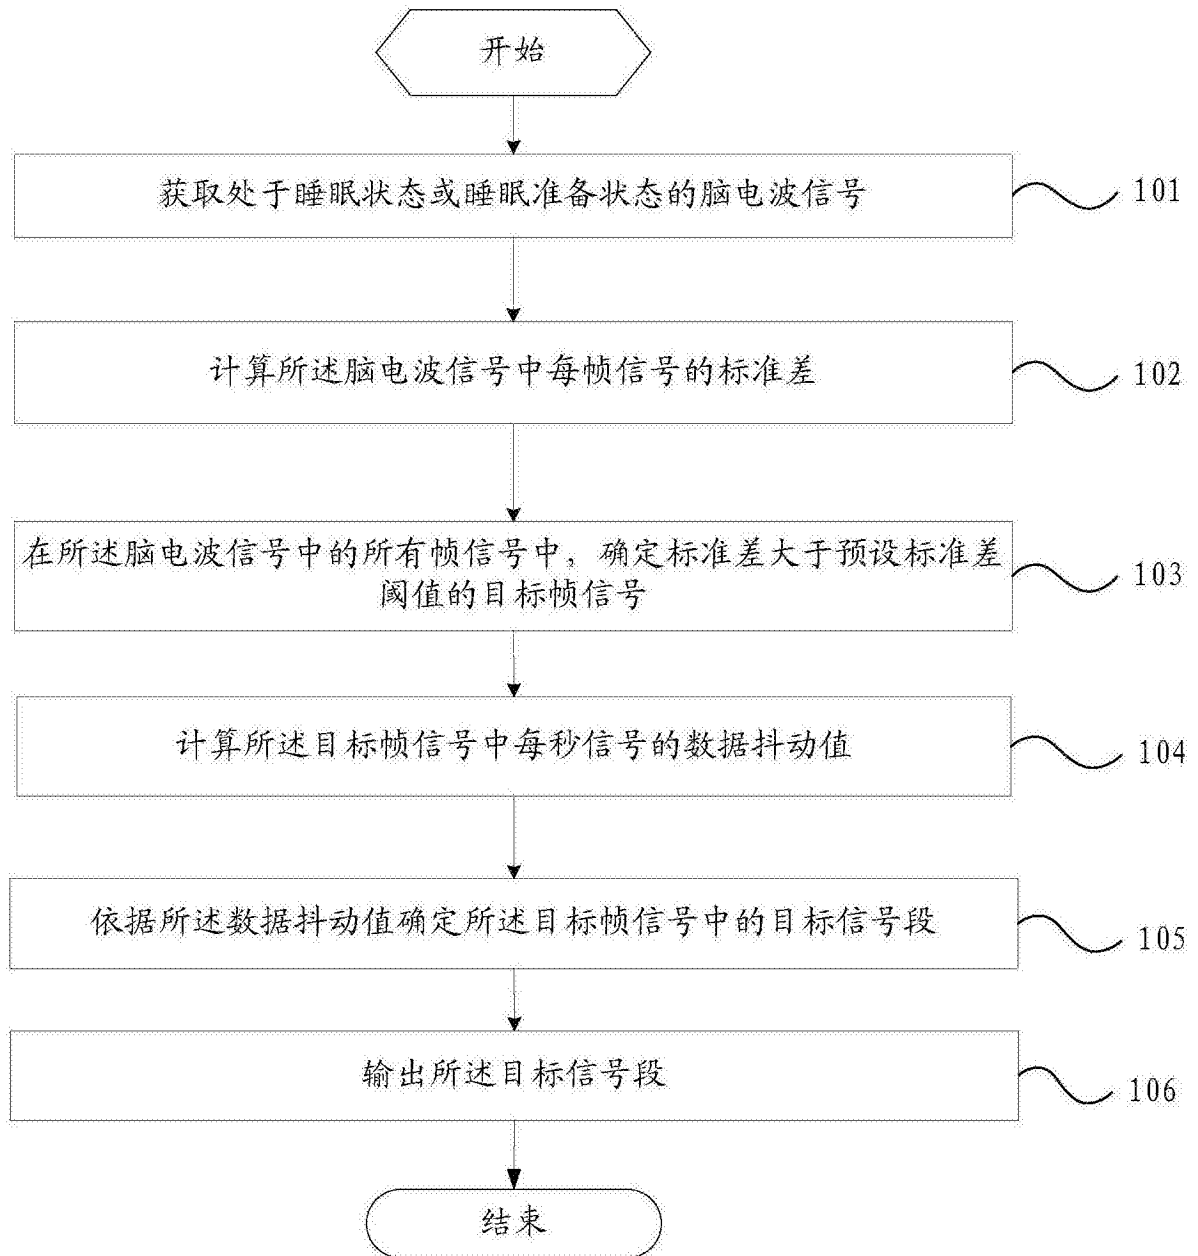 开始
获取处于睡眠状态或睡眠准备状态的脑电波信号
101
计算所述脑电波信号中每帧信号的标准差
102
在所述脑电波信号中的所有帧信号中，确定标准差大于预设标准差
阈值的目标帧信号
103
计算所述目标帧信号中每秒信号的数据抖动值
104
依据所述数据抖动值确定所述目标帧信号中的目标信号段
105
输出所述目标信号段
106
结束